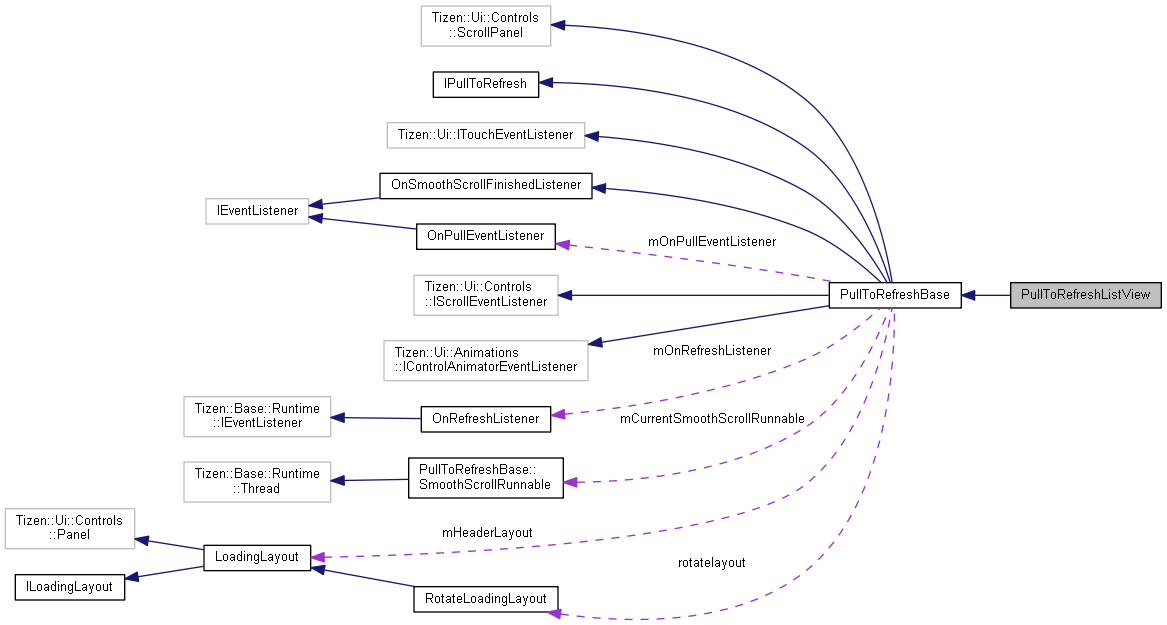 Tizen::Ui::Controls
::ScrollPanel
IPullToRefresh
Tizen::Ui::ITouchEventListener
OnSmoothScrollFinishedListener
IEventListener
OnPullEventListener
mOnPullEventListener
Tizen::Ui::Controls
::IScrollEventListener
PullToRefreshBase
PullToRefreshListView
Tizen::Ui::Animations
::IControlAnimatorEventListener
mOnRefreshListener
Tizen::Base::Runtime
::IEventListener
OnRefreshListener
mCurrentSmoothScrollRunnable
Tizen::Base::Runtime
::Thread
PullToRefreshBase::
SmoothScrollRunnable
Tizen::Ui::Controls
::Panel
mHeaderLayout
LoadingLayout
rotatelayout
ILoadingLayout
RotateLoadingLayout